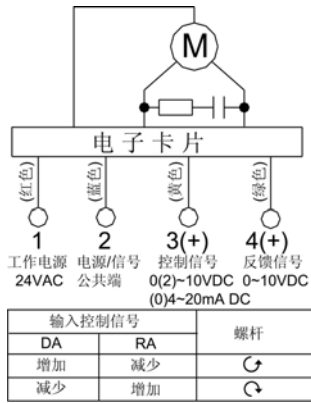 M
电子卡片
(红色) (蓝色) (黄色) (绿色)
1 2 3(+) 4(+)
工作电源 电源/信号 控制信号 反馈信号
24VAC 公共端 0(2)~10VDC 0~10VDC
(0)4~20mA DC
输入控制信号 螺杆
DA RA
增加 减少
减少 增加